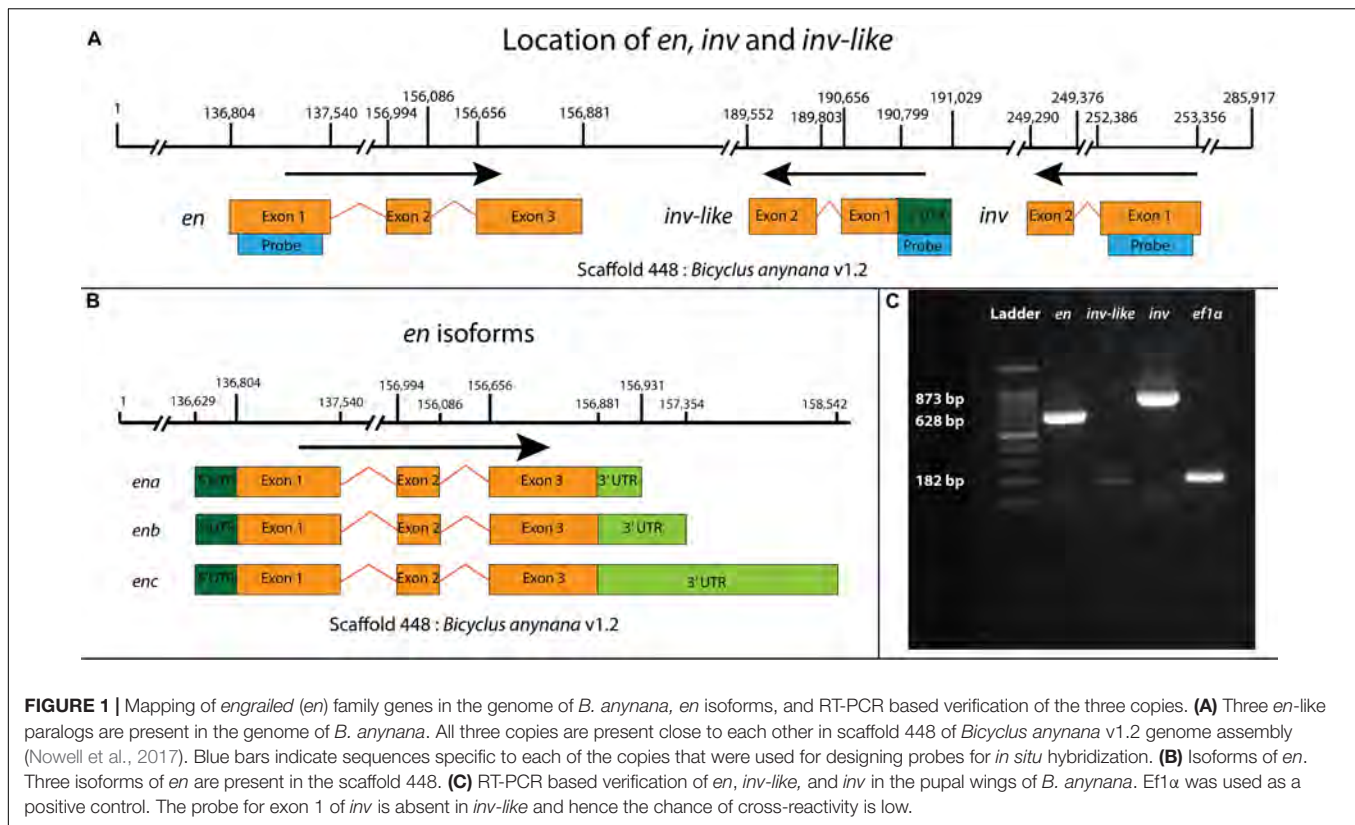 A
Location of en, inv and inv-like
1
136,804
137,540
156,994
156,086
156,656
156,881
189,552
189,803
190,656
190,799
191,029
249,290
249,376
252,386
253,356
285,917
en
Exon 1
Exon 2
Exon 3
Probe
inv-like
Exon 2
Exon 1
UTR
Probe
inv
Exon 2
Exon 1
Probe
Scaffold 448 : Bicyclus anynana v1.2
B
en isoforms
1
136,629
136,804
137,540
156,994
156,086
156,656
156,881
156,931
157,354
158,542
ena
5' UTR
Exon 1
Exon 2
Exon 3
3' UTR
enb
5' UTR
Exon 1
Exon 2
Exon 3
3' UTR
enc
5' UTR
Exon 1
Exon 2
Exon 3
3' UTR
Scaffold 448 : Bicyclus anynana v1.2
C
Ladder en inv-like inv ef1a
873 bp
628 bp
182 bp
FIGURE 1 | Mapping of engrailed (en) family genes in the genome of B. anynana, en isoforms, and RT-PCR based verification of the three copies. (A) Three en-like
paralogs are present in the genome of B. anynana. All three copies are present close to each other in scaffold 448 of Bicyclus anynana v1.2 genome assembly
(Nowell et al., 2017). Blue bars indicate sequences specific to each of the copies that were used for designing probes for in situ hybridization. (B) Isoforms of en.
Three isoforms of en are present in the scaffold 448. (C) RT-PCR based verification of en, inv-like, and inv in the pupal wings of B. anynana. Ef1α was used as a
positive control. The probe for exon 1 of inv is absent in inv-like and hence the chance of cross-reactivity is low.